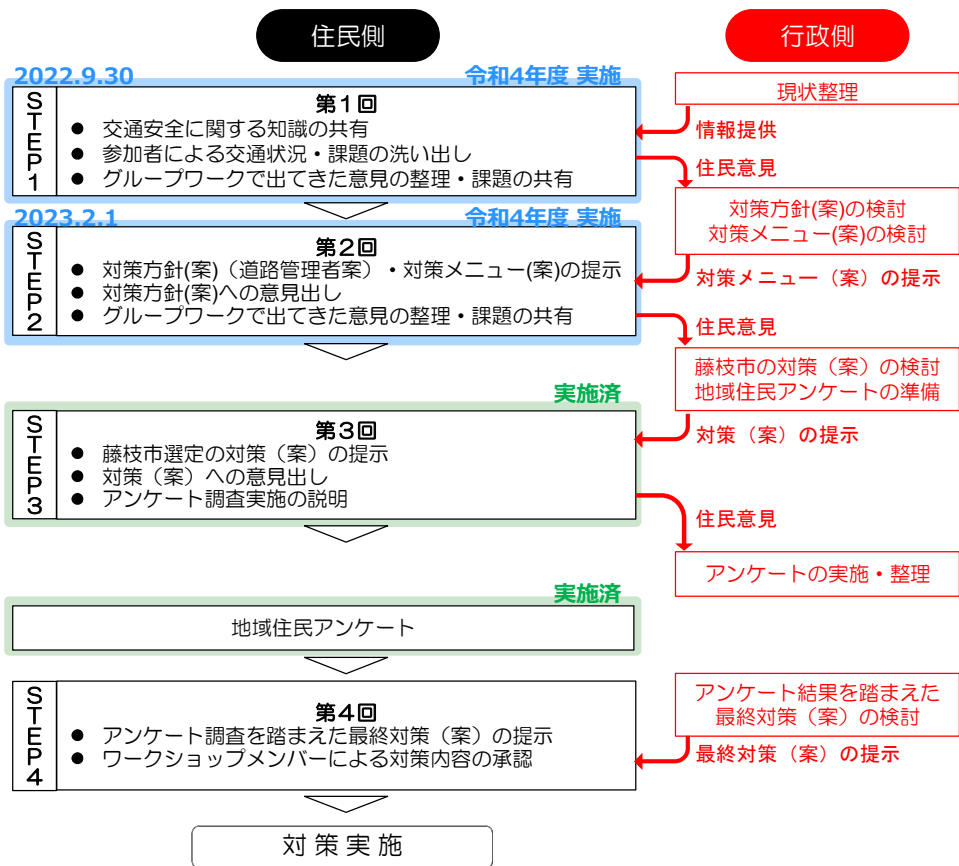 住民側
行政側
2022.9.30
令和4年度 実施
現状整理
STEP1
第1回
● 交通安全に関する知識の共有
● 参加者による交通状況・課題の洗い出し
● グループワークで出てきた意見の整理・課題の共有
情報提供
住民意見
対策方針(案)の検討
対策メニュー(案)の検討
2023.2.1
令和4年度 実施
STEP2
第2回
● 対策方針(案)（道路管理者案）・対策メニュー(案)の提示
● 対策方針(案)への意見出し
● グループワークで出てきた意見の整理・課題の共有
対策メニュー（案）の提示
住民意見
藤枝市の対策（案）の検討
地域住民アンケートの準備
実施済
STEP3
第3回
● 藤枝市選定の対策（案）の提示
● 対策（案）への意見出し
● アンケート調査実施の説明
対策（案）の提示
住民意見
アンケートの実施・整理
実施済
地域住民アンケート
STEP4
第4回
● アンケート調査を踏まえた最終対策（案）の提示
● ワークショップメンバーによる対策内容の承認
アンケート結果を踏まえた
最終対策（案）の検討
最終対策（案）の提示
対策実施